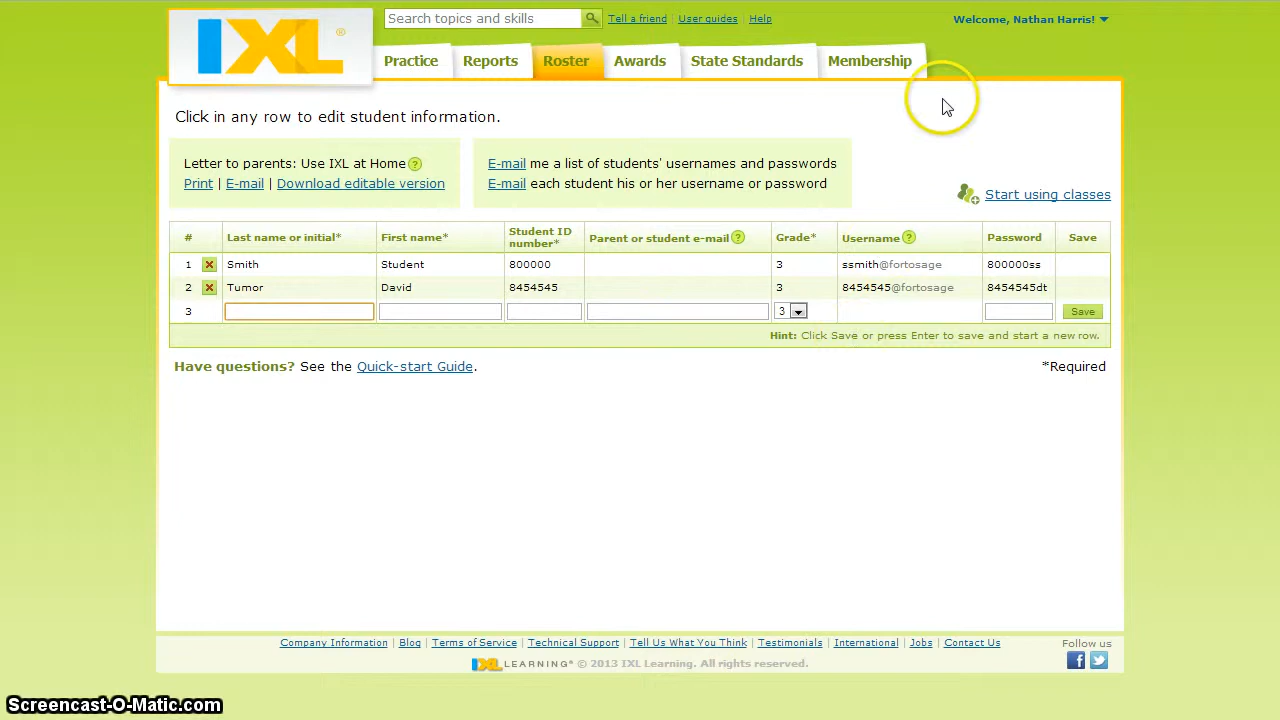 IXL®
Search topics and skills
Tell a friend | User guides | Help
Welcome, Nathan Harris!
Practice Reports Roster Awards State Standards Membership
Click in any row to edit student information.
Letter to parents: Use IXL at Home ?
Print | E-mail | Download editable version
E-mail me a list of students' usernames and passwords
E-mail each student his or her username or password
Start using classes
# Last name or initial* First name* Student ID number* Parent or student e-mail ? Grade* Username ? Password Save
1 Smith Student 800000 3 ssmith@fortosage 800000ss
2 Tumor David 8454545 3 8454545@fortosage 8454545dt
3 3 Save
Hint: Click Save or press Enter to save and start a new row.
Have questions? See the Quick-start Guide.
*Required
Company Information | Blog | Terms of Service | Technical Support | Tell Us What You Think | Testimonials | International | Jobs | Contact Us
Follow us
IXL LEARNING® © 2013 IXL Learning. All rights reserved.
Screencast-O-Matic.com